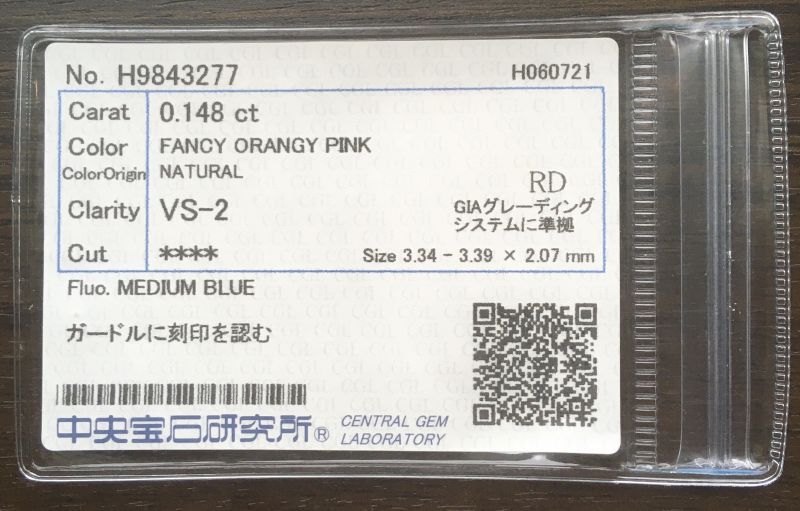 No. H9843277 H060721
Carat 0.148 ct
Color FANCY ORANGY PINK
ColorOrigin NATURAL
RD
Clarity VS-2
GIAグレーディング
システムに準拠
Cut ****
Size 3.34 - 3.39 × 2.07 mm
Fluo. MEDIUM BLUE
ガードルに刻印を認む
中央宝石研究所® CENTRAL GEM
LABORATORY